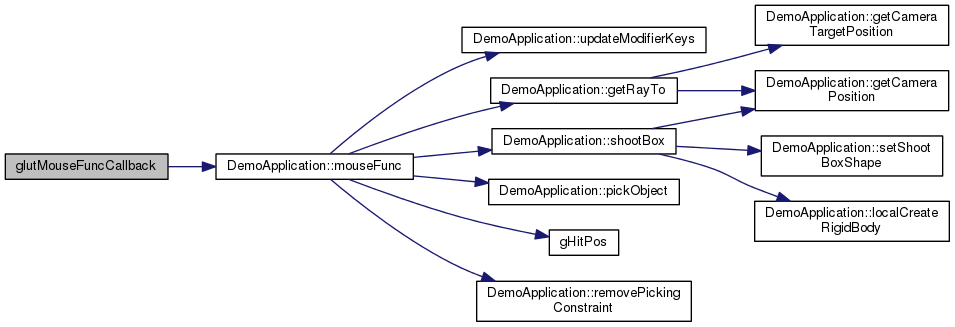 glutMouseFuncCallback
DemoApplication::mouseFunc
DemoApplication::updateModifierKeys
DemoApplication::getRayTo
DemoApplication::shootBox
DemoApplication::pickObject
gHitPos
DemoApplication::removePicking
Constraint
DemoApplication::getCamera
TargetPosition
DemoApplication::getCamera
Position
DemoApplication::setShoot
BoxShape
DemoApplication::localCreate
RigidBody